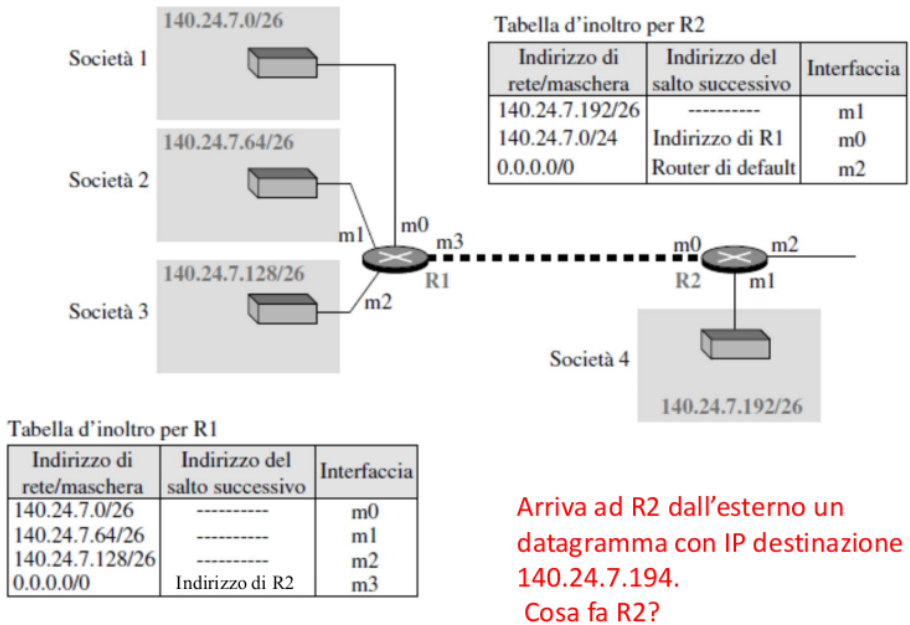 140.24.7.0/26
Società 1
140.24.7.64/26
Società 2
140.24.7.128/26
Società 3
m0
m1
m2
m3
R1
Tabella d'inoltro per R2
Indirizzo di rete/maschera
Indirizzo del salto successivo
Interfaccia
140.24.7.192/26 ---------- m1
140.24.7.0/24 Indirizzo di R1 m0
0.0.0.0/0 Router di default m2
m0
m2
R2
m1
Società 4
140.24.7.192/26
Tabella d'inoltro per R1
Indirizzo di rete/maschera
Indirizzo del salto successivo
Interfaccia
140.24.7.0/26 ---------- m0
140.24.7.64/26 ---------- m1
140.24.7.128/26 ---------- m2
0.0.0.0/0 Indirizzo di R2 m3
Arriva ad R2 dall'esterno un
datagramma con IP destinazione
140.24.7.194.
Cosa fa R2?